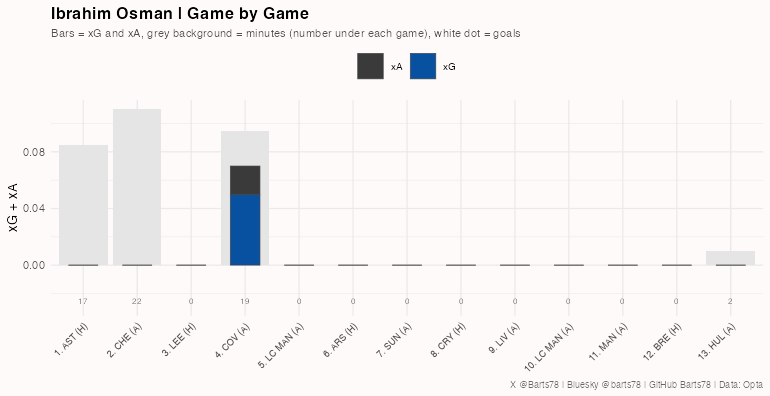 Ibrahim Osman | Game by Game
Bars = xG and xA, grey background = minutes (number under each game), white dot = goals
xA xG
xG + xA
0.08
0.04
0.00
17 22 0 19 0 0 0 0 0 0 0 0 2
1. AST (H)
2. CHE (A)
3. LEE (H)
4. COV (A)
5. LC MAN (A)
6. ARS (H)
7. SUN (A)
8. CRY (H)
9. LIV (A)
10. LC MAN (A)
11. MAN (A)
12. BRE (H)
13. HUL (A)
X @Barts78 | Bluesky @barts78 | GitHub Barts78 | Data: Opta